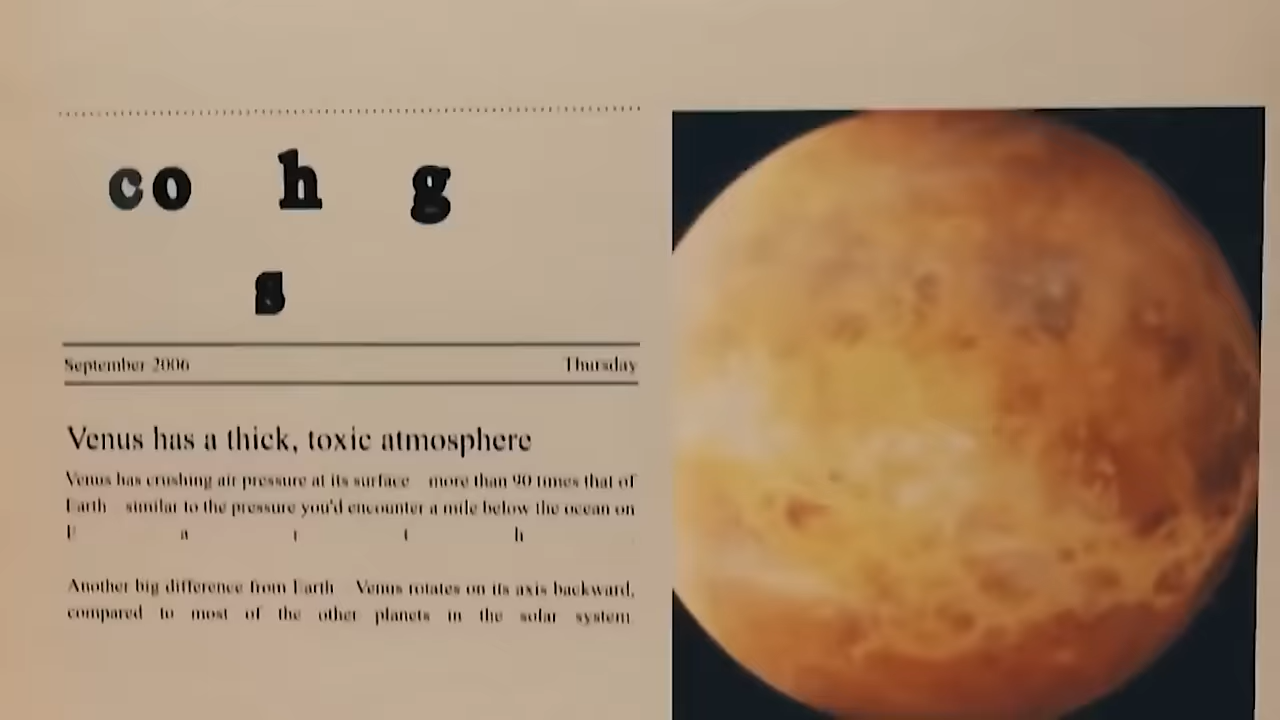 co h g
s
September 2006 Thursday
Venus has a thick, toxic atmosphere
Venus has crushing air pressure at its surface more than 90 times that of
Earth similar to the pressure you'd encounter a mile below the ocean on
E a r t h .
Another big difference from Earth Venus rotates on its axis backward,
compared to most of the other planets in the solar system.